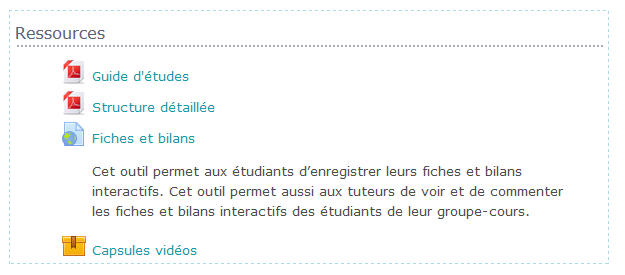 Ressources
Guide d'études
Structure détaillée
Fiches et bilans
Cet outil permet aux étudiants d’enregistrer leurs fiches et bilans
interactifs. Cet outil permet aussi aux tuteurs de voir et de commenter
les fiches et bilans interactifs des étudiants de leur groupe-cours.
Capsules vidéos